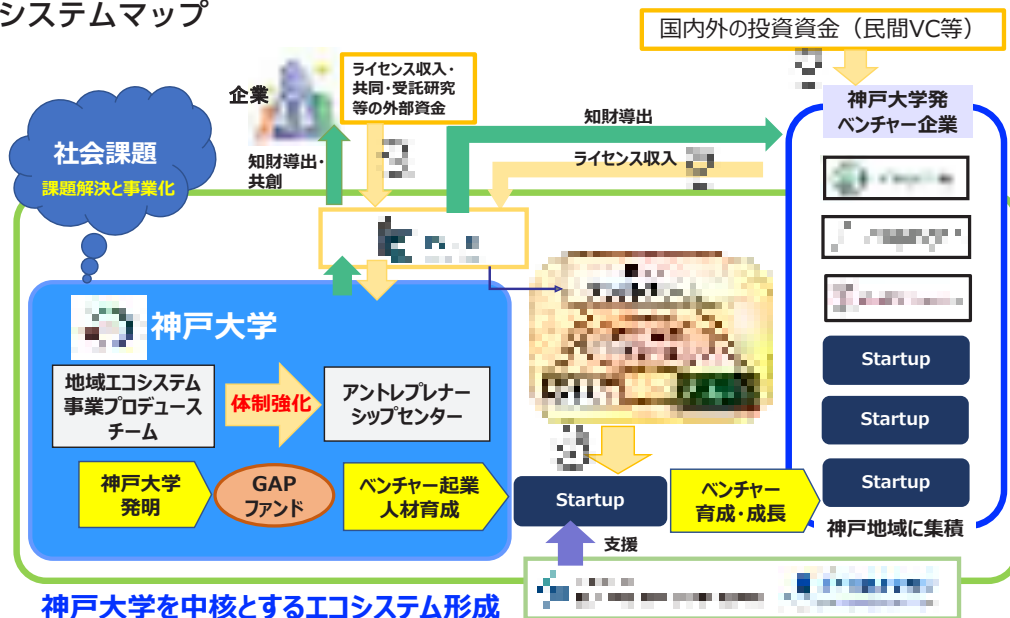 システムマップ
国内外の投資資金（民間VC等）
企業
ライセンス収入・
共同・受託研究
等の外部資金
神戸大学発
ベンチャー企業
知財導出
社会課題
課題解決と事業化
知財導出・
共創
ライセンス収入
神戸大学
地域エコシステム
事業プロデュース
チーム
体制強化
アントレプレナー
シップセンター
Startup
Startup
Startup
神戸大学
発明
GAP
ファンド
ベンチャー起業
人材育成
Startup
ベンチャー
育成・成長
神戸地域に集積
支援
神戸大学を中核とするエコシステム形成